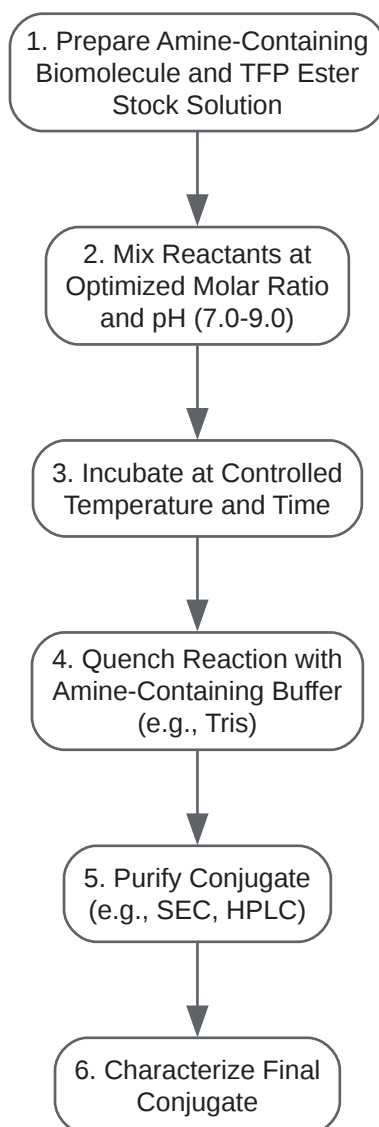 1. Prepare Amine-Containing
Biomolecule and TFP Ester
Stock Solution
2. Mix Reactants at
Optimized Molar Ratio
and pH (7.0-9.0)
3. Incubate at Controlled
Temperature and Time
4. Quench Reaction with
Amine-Containing Buffer
(e.g., Tris)
5. Purify Conjugate
(e.g., SEC, HPLC)
6. Characterize Final
Conjugate